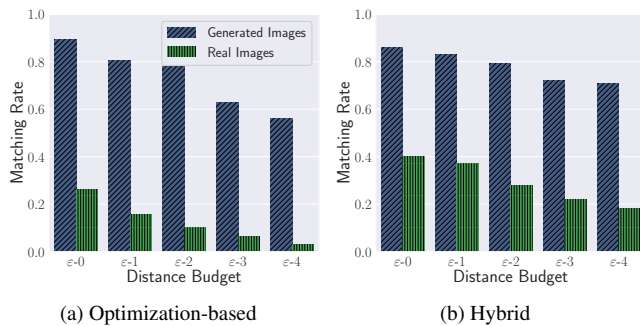 1.0
0.8
0.6
0.4
0.2
0.0
Matching Rate
Generated Images
Real Images
ε-0 ε-1 ε-2 ε-3 ε-4
Distance Budget
(a) Optimization-based
1.0
0.8
0.6
0.4
0.2
0.0
Matching Rate
ε-0 ε-1 ε-2 ε-3 ε-4
Distance Budget
(b) Hybrid